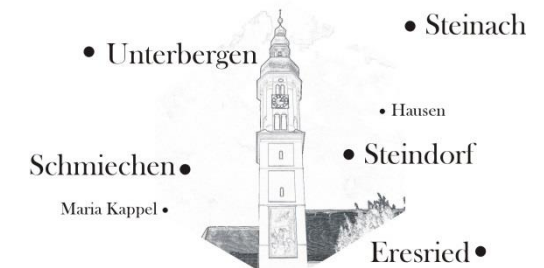 Steinach
Unterbergen
Hausen
Steindorf
Schmiechen
Maria Kappel
Eresried